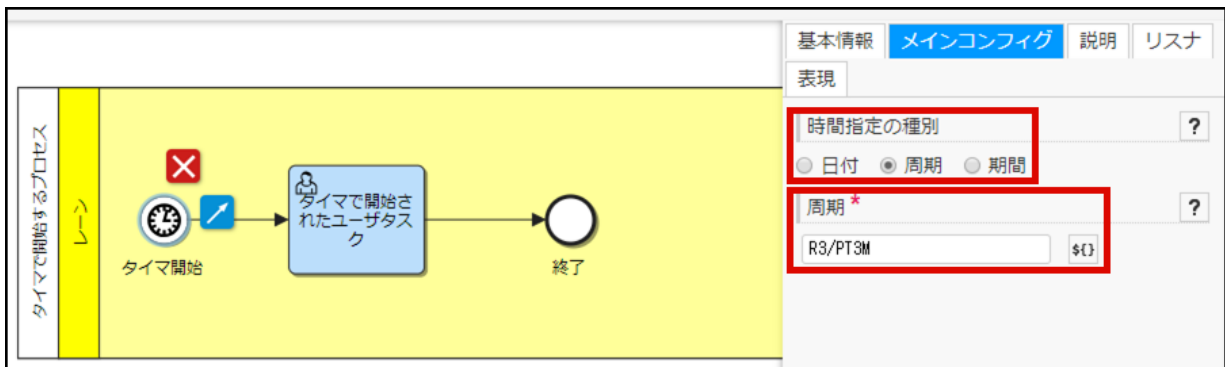 基本情報 メインコンフィグ 説明 リスナ
表現
時間指定の種別 ?
日付 周期 期間
周期 * ?
R3/PT3M ${}
タイマで開始するプロセス
レーン
タイマ開始
タイマで開始さ
れたユーザタス
ク
終了